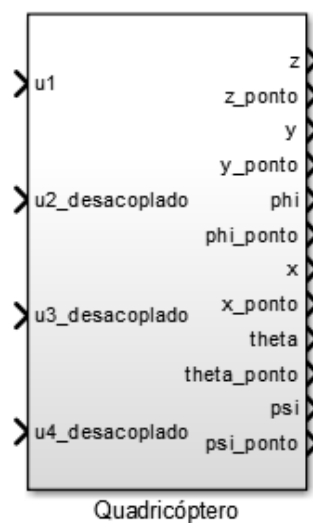 u1
u2_desacoplado
u3_desacoplado
u4_desacoplado
z
z_ponto
y
y_ponto
phi
phi_ponto
x
x_ponto
theta
theta_ponto
psi
psi_ponto
Quadricóptero